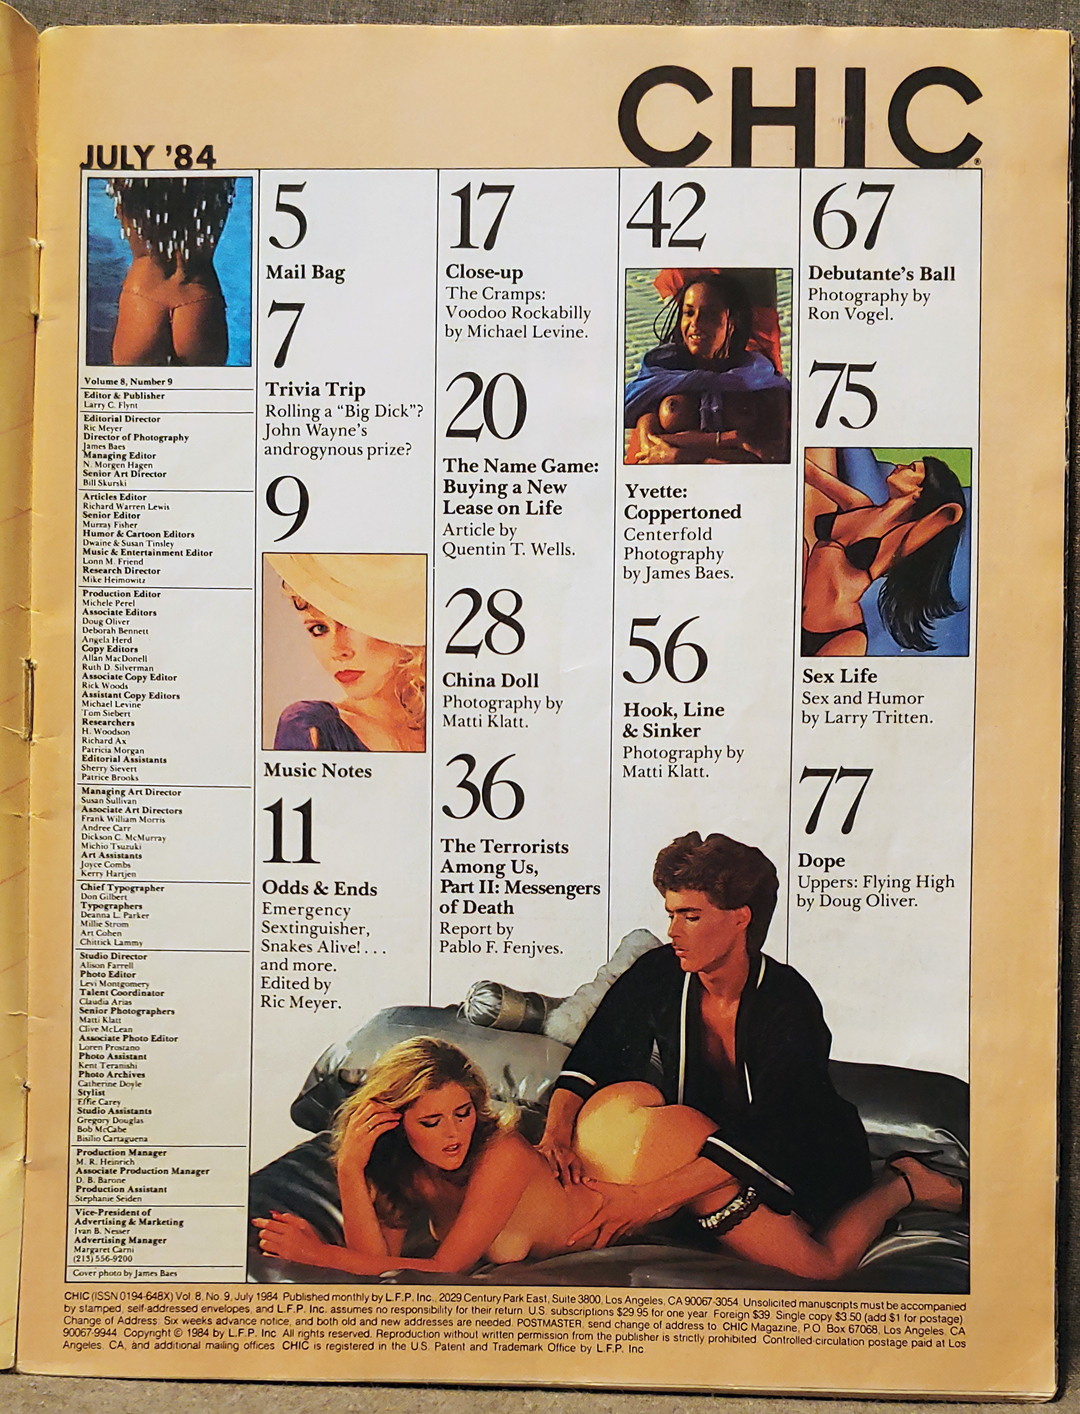 CHIC®
JULY '84
Volume 8, Number 9
Editor & Publisher
Larry C. Flynt
Editorial Director
Ric Meyer
Director of Photography
James Baes
Managing Editor
N. Morgen Hagen
Senior Art Director
Bill Skurski
Articles Editor
Richard Warren Lewis
Senior Editor
Murray Fisher
Humor & Cartoon Editors
Dwaine & Susan Tinsley
Music & Entertainment Editor
Lonn M. Friend
Research Director
Mike Heimowitz
Production Editor
Michele Perel
Associate Editors
Doug Oliver
Deborah Bennett
Angela Herd
Copy Editors
Allan MacDonell
Ruth D. Silverman
Associate Copy Editor
Rick Woods
Assistant Copy Editors
Michael Levine
Tom Siebert
Researchers
H. Woodson
Richard Ax
Patricia Morgan
Editorial Assistants
Sherry Sievert
Patrice Brooks
Managing Art Director
Susan Sullivan
Associate Art Directors
Frank William Morris
Andree Carr
Dickson C. McMurray
Michio Tsuzuki
Art Assistants
Joyce Combs
Kerry Hartjen
Chief Typographer
Don Gilbert
Typographers
Deanna L. Parker
Millie Strom
Art Cohen
Chittick Lammy
Studio Director
Alison Farrell
Photo Editor
Levi Montgomery
Talent Coordinator
Claudia Arias
Senior Photographers
Matti Klatt
Clive McLean
Associate Photo Editor
Loren Prostano
Photo Assistant
Kent Teranishi
Photo Archives
Catherine Doyle
Stylist
Effie Carey
Studio Assistants
Gregory Douglas
Bob McCabe
Bisilio Cartaguena
Production Manager
M. R. Heinrich
Associate Production Manager
D. B. Barone
Production Assistant
Stephanie Seiden
Vice-President of
Advertising & Marketing
Ivan B. Nesser
Advertising Manager
Margaret Carni
(213) 556-9200
Cover photo by James Baes
5
Mail Bag
7
Trivia Trip
Rolling a “Big Dick”?
John Wayne's
androgynous prize?
9
Music Notes
11
Odds & Ends
Emergency
Sextinguisher,
Snakes Alive! . . .
and more.
Edited by
Ric Meyer.
17
Close-up
The Cramps:
Voodoo Rockabilly
by Michael Levine.
20
The Name Game:
Buying a New
Lease on Life
Article by
Quentin T. Wells.
28
China Doll
Photography by
Matti Klatt.
36
The Terrorists
Among Us,
Part II: Messengers
of Death
Report by
Pablo F. Fenjves.
42
Yvette:
Coppertoned
Centerfold
Photography
by James Baes.
56
Hook, Line
& Sinker
Photography by
Matti Klatt.
67
Debutante's Ball
Photography by
Ron Vogel.
75
Sex Life
Sex and Humor
by Larry Tritten.
77
Dope
Uppers: Flying High
by Doug Oliver.
CHIC (ISSN 0194-648X) Vol. 8, No. 9, July 1984. Published monthly by L.F.P. Inc., 2029 Century Park East, Suite 3800, Los Angeles, CA 90067-3054. Unsolicited manuscripts must be accompanied
by stamped, self-addressed envelopes, and L.F.P. Inc. assumes no responsibility for their return. U.S. subscriptions $29.95 for one year. Foreign $39. Single copy $3.50 (add $1 for postage).
Change of Address: Six weeks advance notice, and both old and new addresses are needed. POSTMASTER, send change of address to: CHIC Magazine, P.O. Box 67068, Los Angeles, CA
90067-9944. Copyright © 1984 by L.F.P. Inc. All rights reserved. Reproduction without written permission from the publisher is strictly prohibited. Controlled-circulation postage paid at Los
Angeles, CA, and additional mailing offices. CHIC is registered in the U.S. Patent and Trademark Office by L.F.P. Inc.